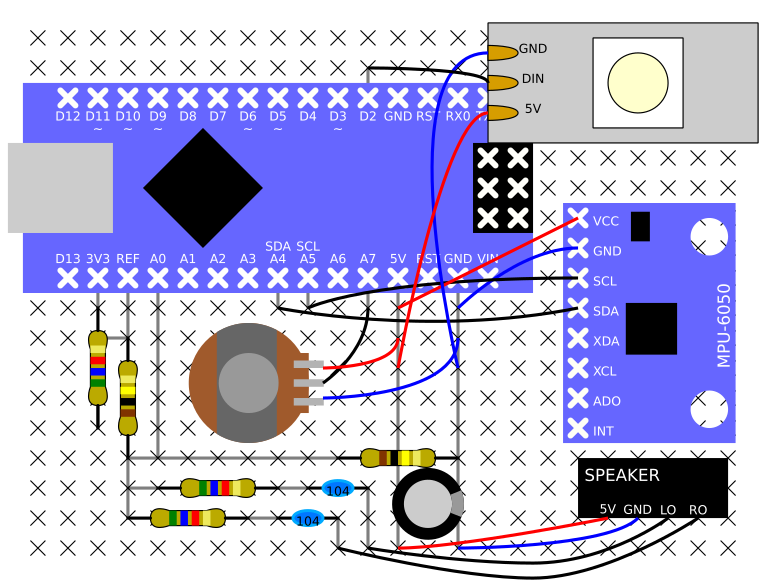 GND
DIN
5V
D12 D11 D10 D9 D8 D7 D6 D5 D4 D3 D2 GND RST RX0
~ ~ ~ ~ ~ ~
VCC
GND
SCL
SDA
XDA
XCL
ADO
INT
MPU-6050
SDA SCL
D13 3V3 REF A0 A1 A2 A3 A4 A5 A6 A7 5V RST GND VIN
104
104
SPEAKER
5V GND LO RO